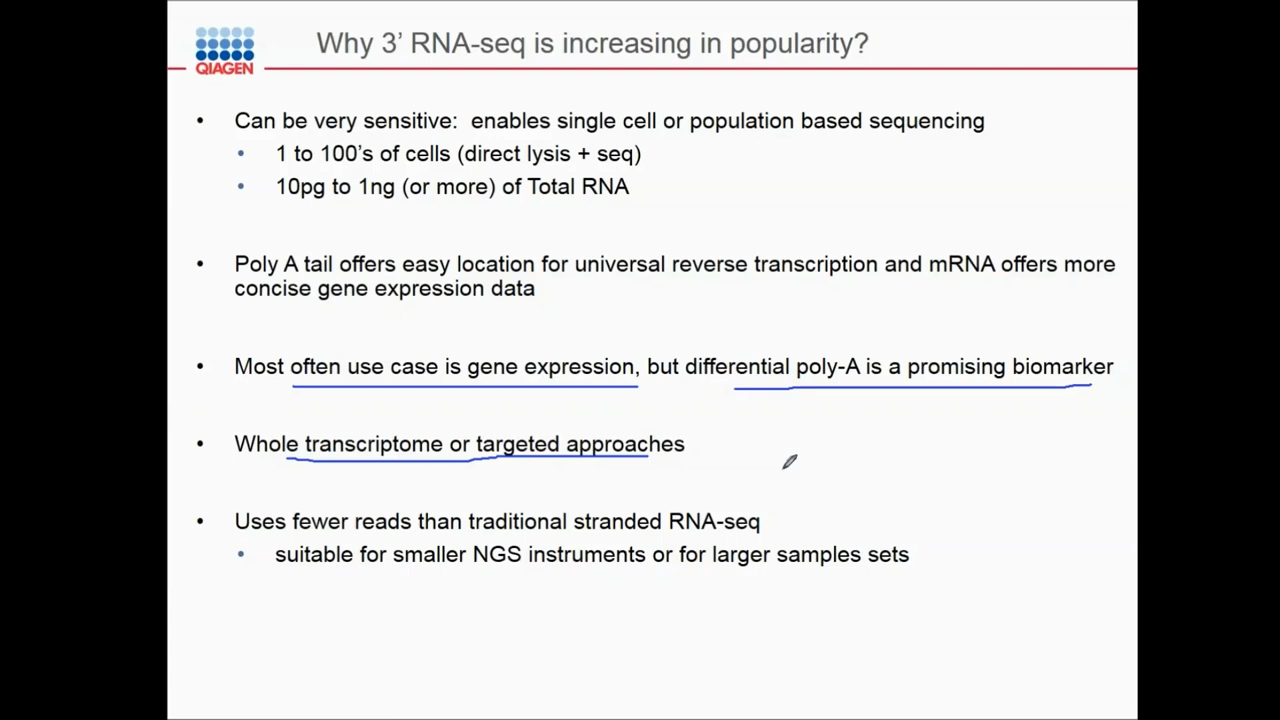 QIAGEN
Why 3’ RNA-seq is increasing in popularity?
• Can be very sensitive: enables single cell or population based sequencing
• 1 to 100’s of cells (direct lysis + seq)
• 10pg to 1ng (or more) of Total RNA
• Poly A tail offers easy location for universal reverse transcription and mRNA offers more
concise gene expression data
• Most often use case is gene expression, but differential poly-A is a promising biomarker
• Whole transcriptome or targeted approaches
• Uses fewer reads than traditional stranded RNA-seq
• suitable for smaller NGS instruments or for larger samples sets